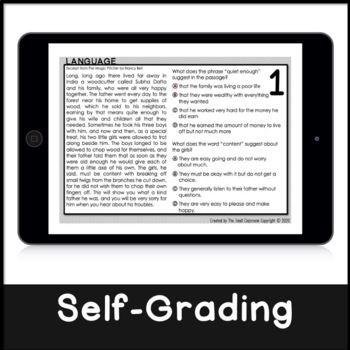 LANGUAGE
Excerpt from The Magic Pitcher by Nancy Bell
Long, long ago there lived far away in
India a woodcutter called Subha Datta
and his family, who were all very happy
together. The father went every day to the
forest near his home to get supplies of
wood, which he sold to his neighbors,
earning by that means quite enough to
give his wife and children all that they
needed. Sometimes he took his three boys
with him, and now and then, as a special
treat, his two little girls were allowed to trot
along beside him. The boys longed to be
allowed to chop wood for themselves, and
their father told them that as soon as they
were old enough he would give each of
them a little axe of his own. The girls, he
said, must be content with breaking off
small twigs from the branches he cut down,
for he did not wish them to chop their own
fingers off. This will show you what a kind
father he was, and you will be very sorry for
him when you hear about his troubles.
What does the phrase "quiet enough"
suggest in the passage?
A that the family was living a poor life
B that they were wealthy with everything
they wanted
C that he worked very hard for the money he
did earn
D that he earned the amount of money to live
off but not much more
What does the word "content" suggest about
the girls?
A They are easy going and do not worry
about much.
B They must be okay with it but do not get a
choice.
C They generally listen to their father without
questions.
D They are very easy to please and make
happy.
1
Created by The Small Classroom Copyright © 2020
Self-Grading